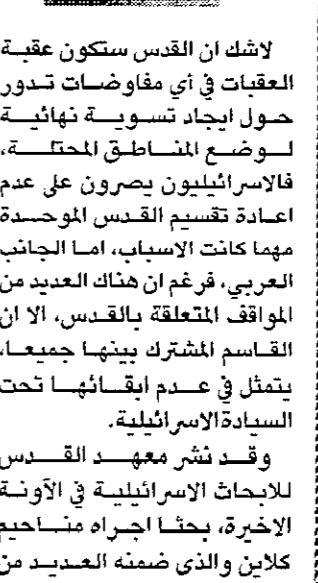 لاشك ان القدس ستكون عقبة
العقبات في أي مفاوضات تدور
حول ايجاد تسوية نهائية
لوضع المناطق المحتلة،
فالاسرائيليون يصرون على عدم
اعادة تقسيم القدس الموحدة
مهما كانت الاسباب، اما الجانب
العربي، فرغم ان هناك العديد من
المواقف المتعلقة بالقدس، الا ان
القاسم المشترك بينها جميعا،
يتمثل في عدم ابقائها تحت
السيادة الاسرائيلية.
وقد نشر معهد القدس
للابحاث الاسرائيلية في الآونة
الاخيرة، بحثا اجراه مناحيم
كلاين والذي ضمنه العديد من